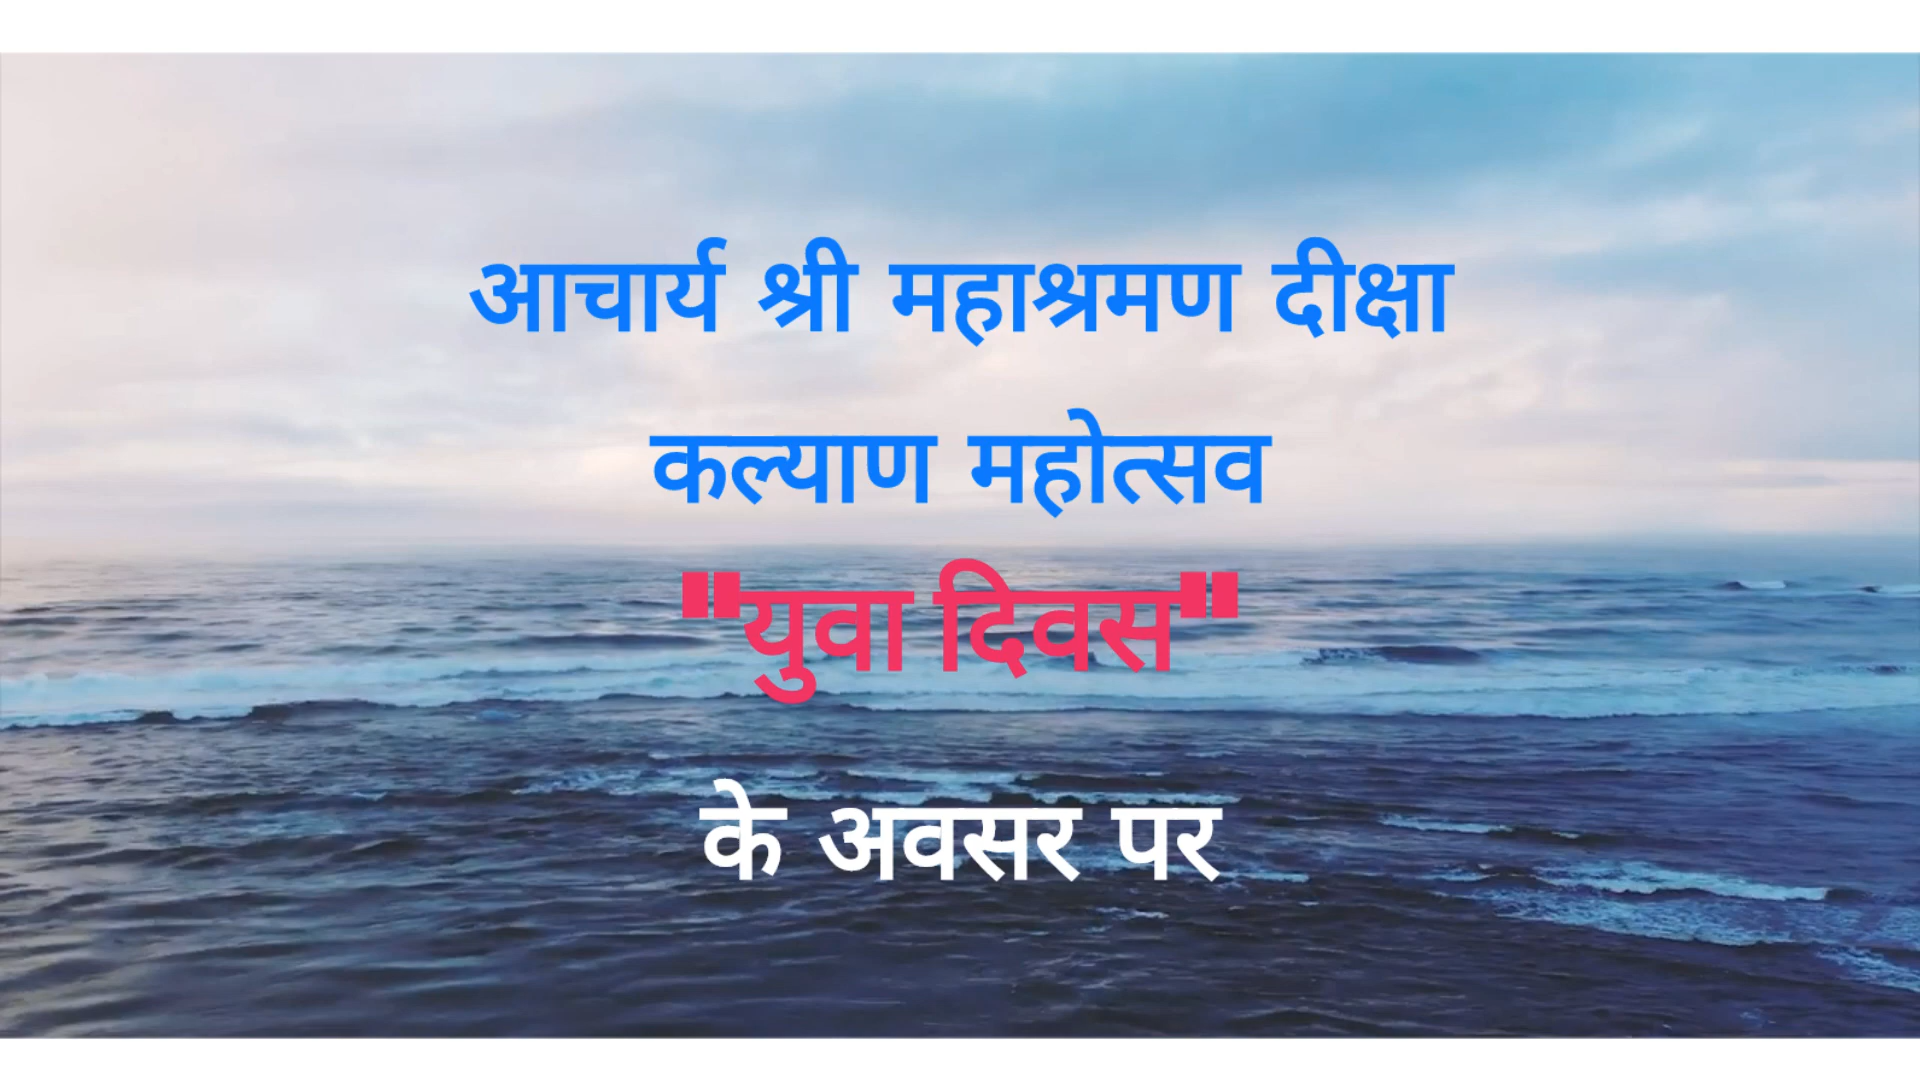 आचार्य श्री महाश्रमण दीक्षा
कल्याण महोत्सव
"युवा दिवस"
के अवसर पर